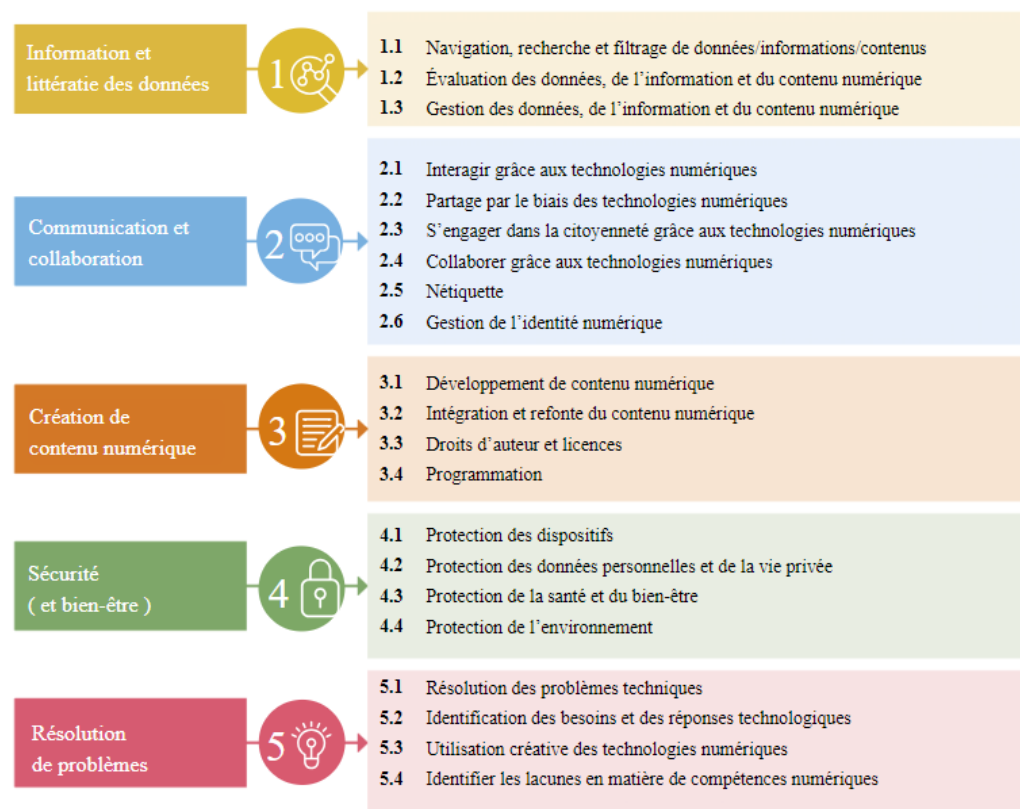 Information et
littératie des données
1
1.1 Navigation, recherche et filtrage de données/informations/contenus
1.2 Évaluation des données, de l’information et du contenu numérique
1.3 Gestion des données, de l’information et du contenu numérique
Communication et
collaboration
2
2.1 Interagir grâce aux technologies numériques
2.2 Partage par le biais des technologies numériques
2.3 S’engager dans la citoyenneté grâce aux technologies numériques
2.4 Collaborer grâce aux technologies numériques
2.5 Nétiquette
2.6 Gestion de l’identité numérique
Création de
contenu numérique
3
3.1 Développement de contenu numérique
3.2 Intégration et refonte du contenu numérique
3.3 Droits d’auteur et licences
3.4 Programmation
Sécurité
( et bien-être )
4
4.1 Protection des dispositifs
4.2 Protection des données personnelles et de la vie privée
4.3 Protection de la santé et du bien-être
4.4 Protection de l’environnement
Résolution
de problèmes
5
5.1 Résolution des problèmes techniques
5.2 Identification des besoins et des réponses technologiques
5.3 Utilisation créative des technologies numériques
5.4 Identifier les lacunes en matière de compétences numériques